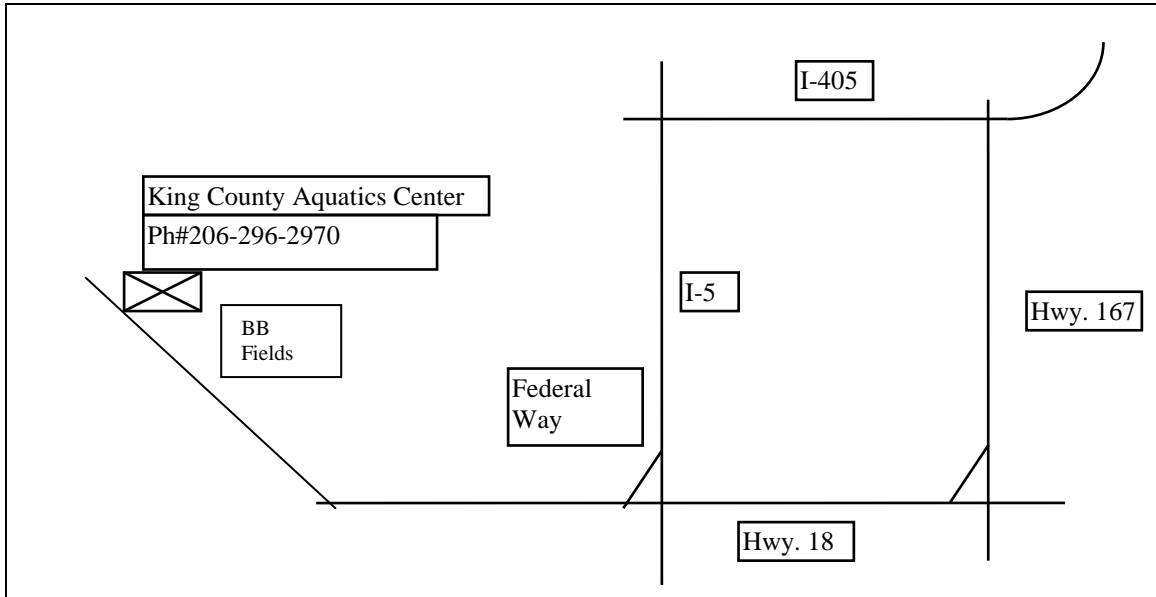 I-405
King County Aquatics Center
Ph#206-296-2970
I-5
Hwy. 167
BB
Fields
Federal
Way
Hwy. 18